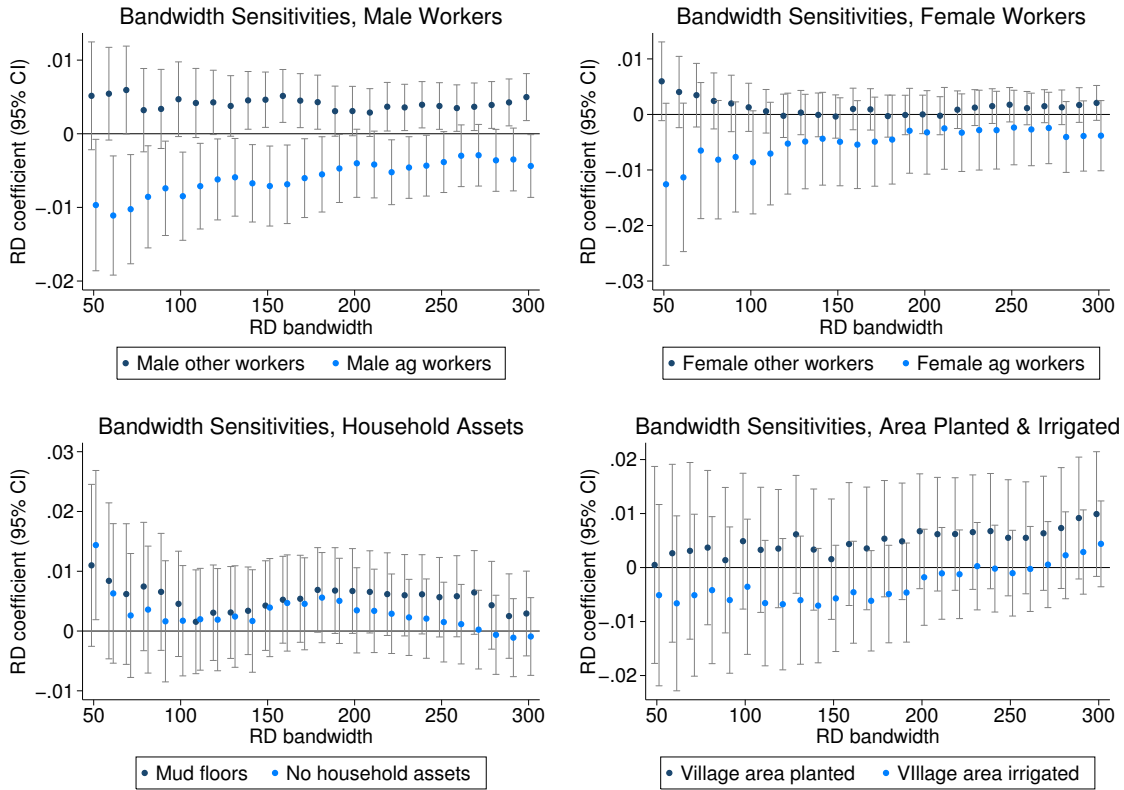 Bandwidth Sensitivities, Male Workers
RD coefficient (95% CI)
.01
0
−.01
−.02
50 100 150 200 250 300
RD bandwidth
Male other workers Male ag workers
Bandwidth Sensitivities, Female Workers
RD coefficient (95% CI)
.01
0
−.01
−.02
−.03
50 100 150 200 250 300
RD bandwidth
Female other workers Female ag workers
Bandwidth Sensitivities, Household Assets
RD coefficient (95% CI)
.03
.02
.01
0
−.01
50 100 150 200 250 300
RD bandwidth
Mud floors No household assets
Bandwidth Sensitivities, Area Planted & Irrigated
RD coefficient (95% CI)
.02
.01
0
−.01
−.02
50 100 150 200 250 300
RD bandwidth
Village area planted VIllage area irrigated